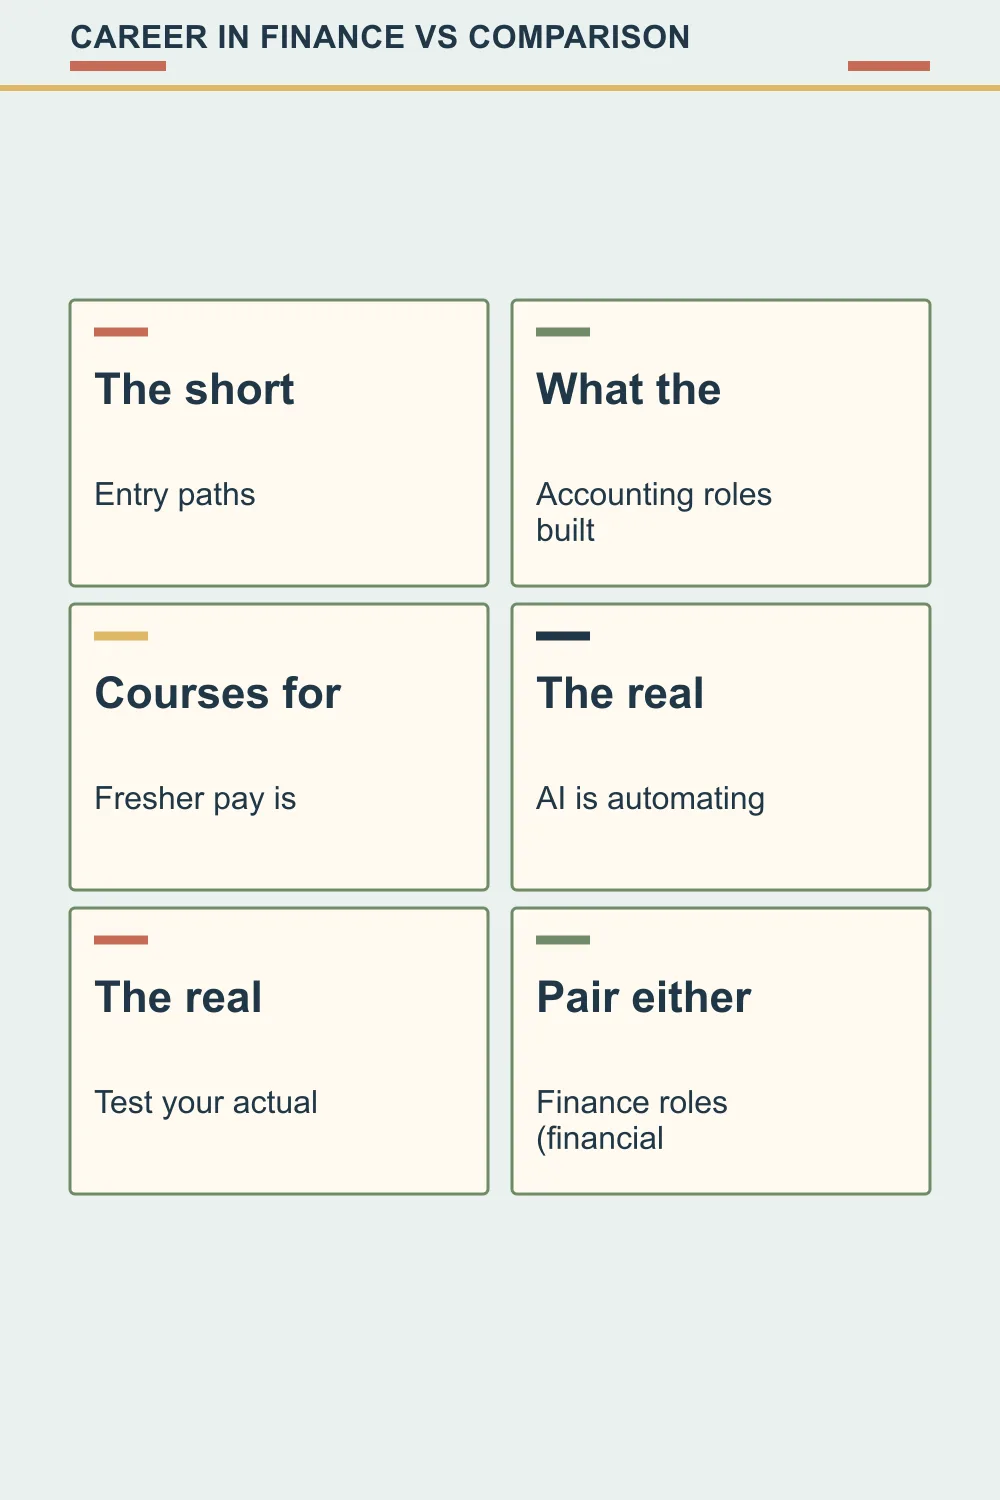 CAREER IN FINANCE VS COMPARISON
The short
Entry paths
What the
Accounting roles
built
Courses for
Fresher pay is
The real
AI is automating
The real
Test your actual
Pair either
Finance roles
(financial